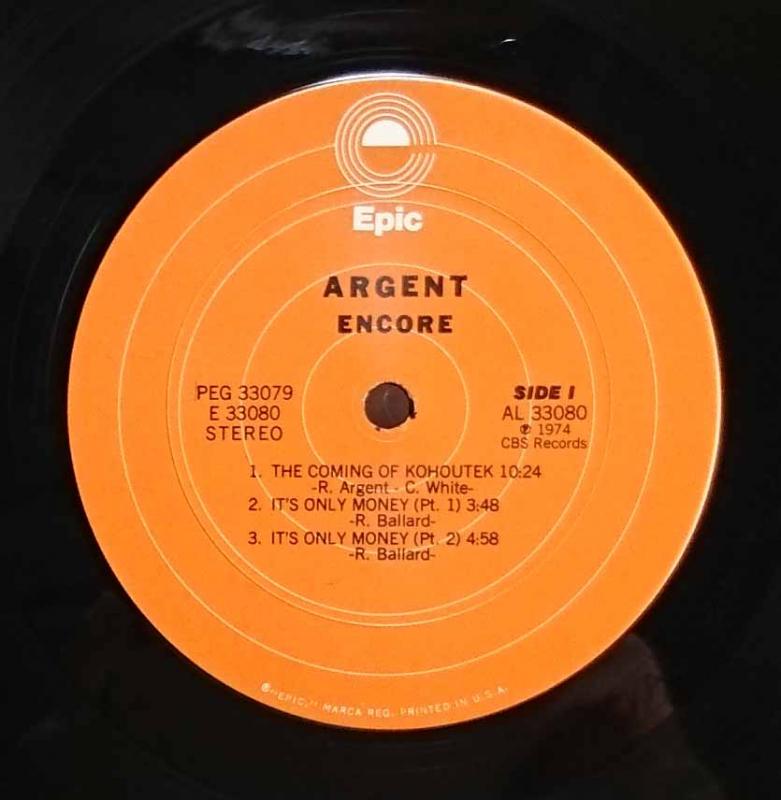 Epic
ARGENT
ENCORE
PEG 33079
E 33080
STEREO
SIDE 1
AL 33080
℗ 1974
CBS Records
1. THE COMING OF KOHOUTEK 10:24
-R. Argent - C. White-
2. IT'S ONLY MONEY (Pt. 1) 3:48
-R. Ballard-
3. IT'S ONLY MONEY (Pt. 2) 4:58
-R. Ballard-
®"EPIC," MARCA REG. PRINTED IN U.S.A.